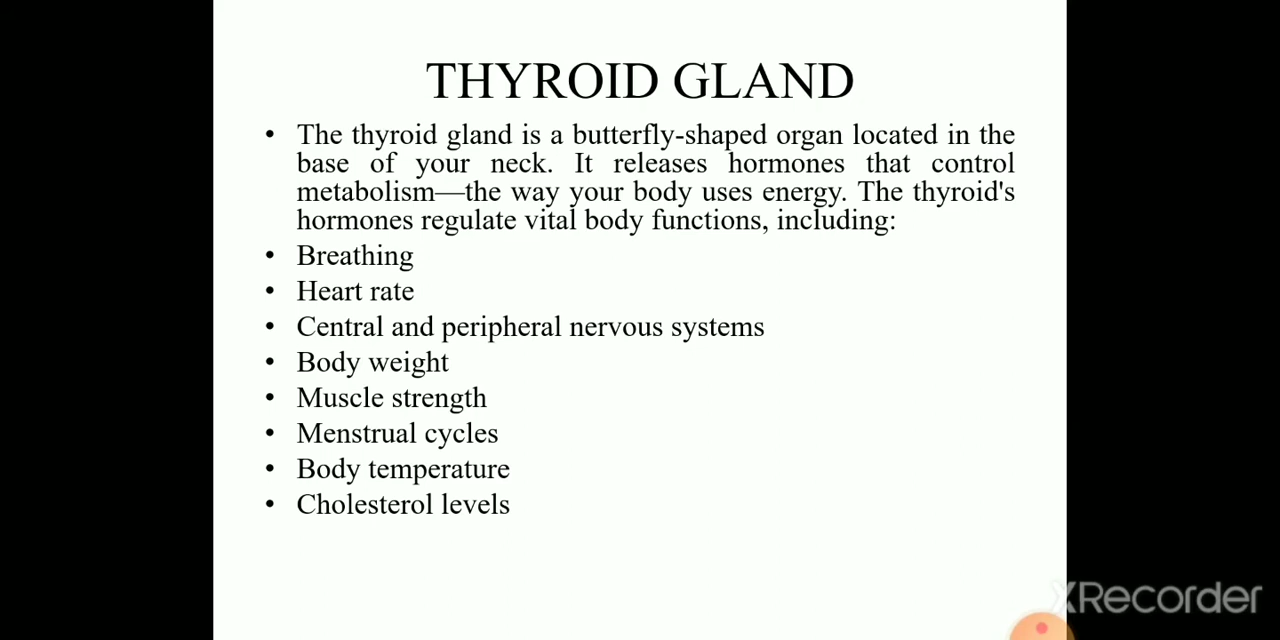 THYROID GLAND
• The thyroid gland is a butterfly-shaped organ located in the
base of your neck. It releases hormones that control
metabolism—the way your body uses energy. The thyroid's
hormones regulate vital body functions, including:
• Breathing
• Heart rate
• Central and peripheral nervous systems
• Body weight
• Muscle strength
• Menstrual cycles
• Body temperature
• Cholesterol levels
XRecorder